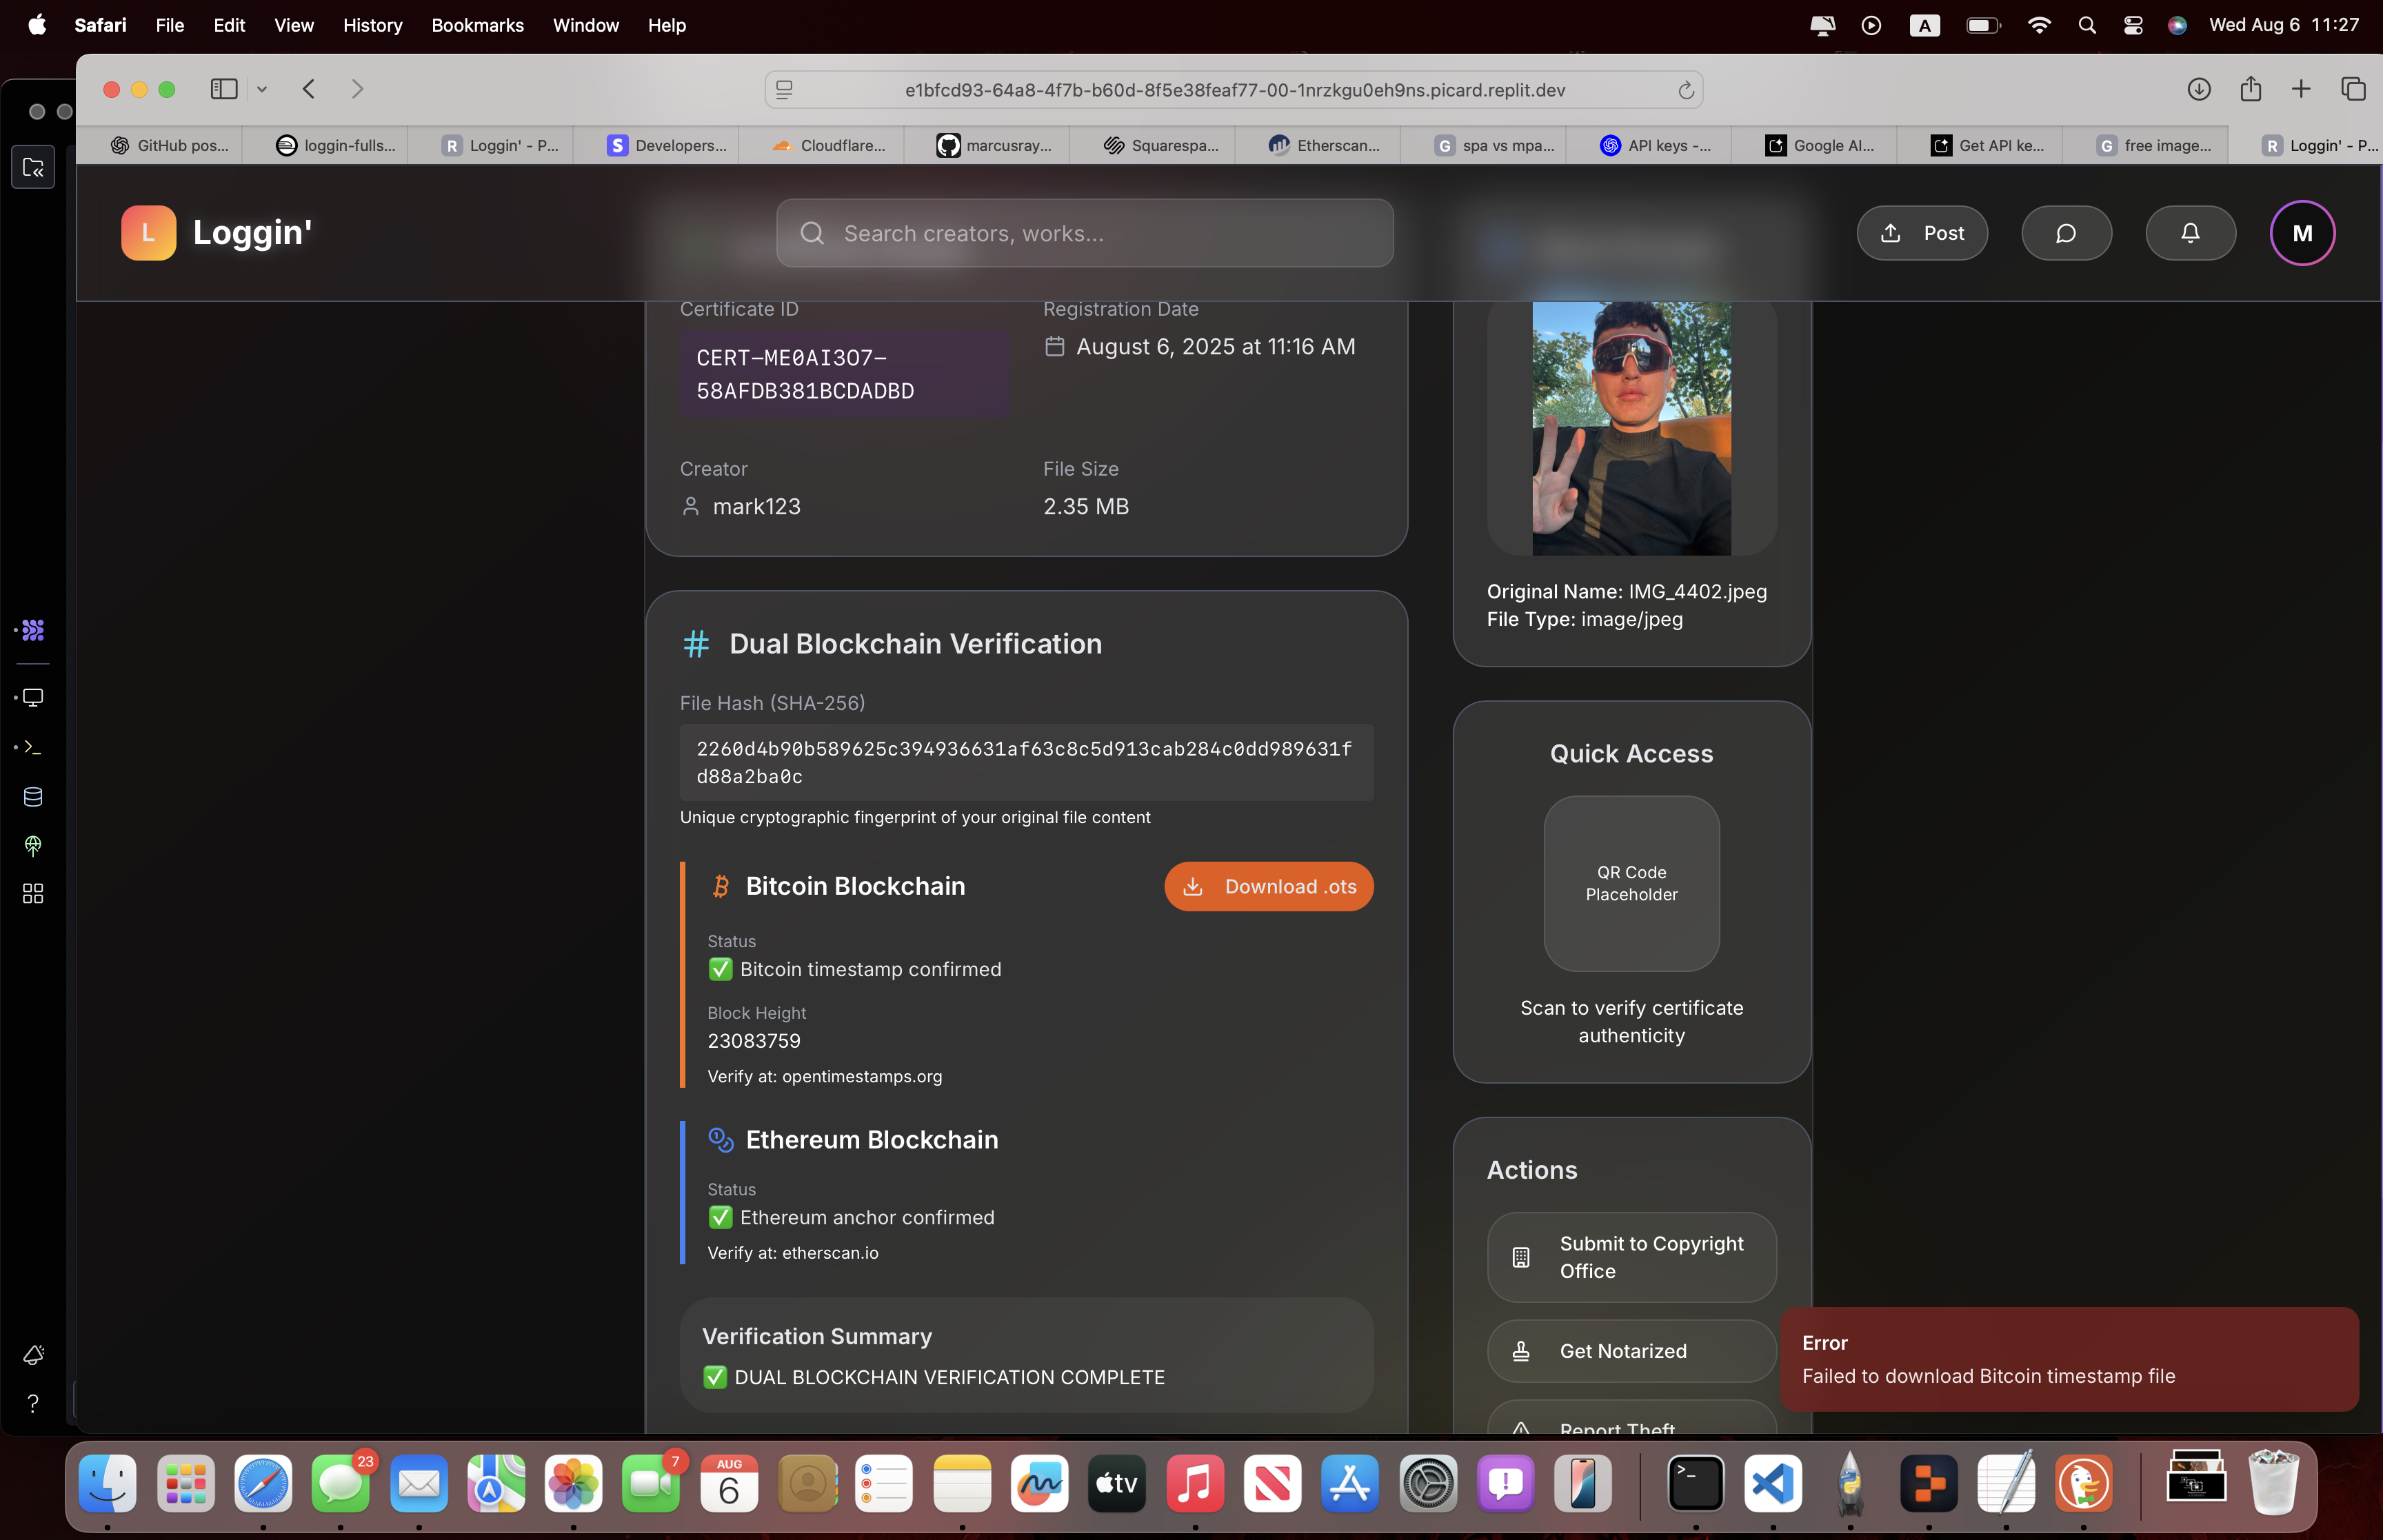 Safari File Edit View History Bookmarks Window Help
A
Wed Aug 6 11:27
e1bfcd93-64a8-4f7b-b60d-8f5e38feaf77-00-1nrzkgu0eh9ns.picard.replit.dev
GitHub pos...
loggin-fulls...
R Loggin' - P...
S Developers...
Cloudflare...
marcusray...
Squarespa...
Etherscan...
G spa vs mpa...
API keys -...
Google AI...
Get API ke...
G free image...
R Loggin' - P...
L Loggin'
Search creators, works...
Post
M
Certificate ID
CERT-ME0AI3O7-
58AFDB381BCDADBD
Registration Date
August 6, 2025 at 11:16 AM
Creator
mark123
File Size
2.35 MB
Original Name: IMG_4402.jpeg
File Type: image/jpeg
# Dual Blockchain Verification
File Hash (SHA-256)
2260d4b90b589625c394936631af63c8c5d913cab284c0dd989631f
d88a2ba0c
Unique cryptographic fingerprint of your original file content
Bitcoin Blockchain
Download .ots
Status
✅ Bitcoin timestamp confirmed
Block Height
23083759
Verify at: opentimestamps.org
Ethereum Blockchain
Status
✅ Ethereum anchor confirmed
Verify at: etherscan.io
Verification Summary
✅ DUAL BLOCKCHAIN VERIFICATION COMPLETE
Quick Access
QR Code
Placeholder
Scan to verify certificate
authenticity
Actions
Submit to Copyright
Office
Get Notarized
Report Theft
Error
Failed to download Bitcoin timestamp file
?
23
7
AUG
6
tv
>_